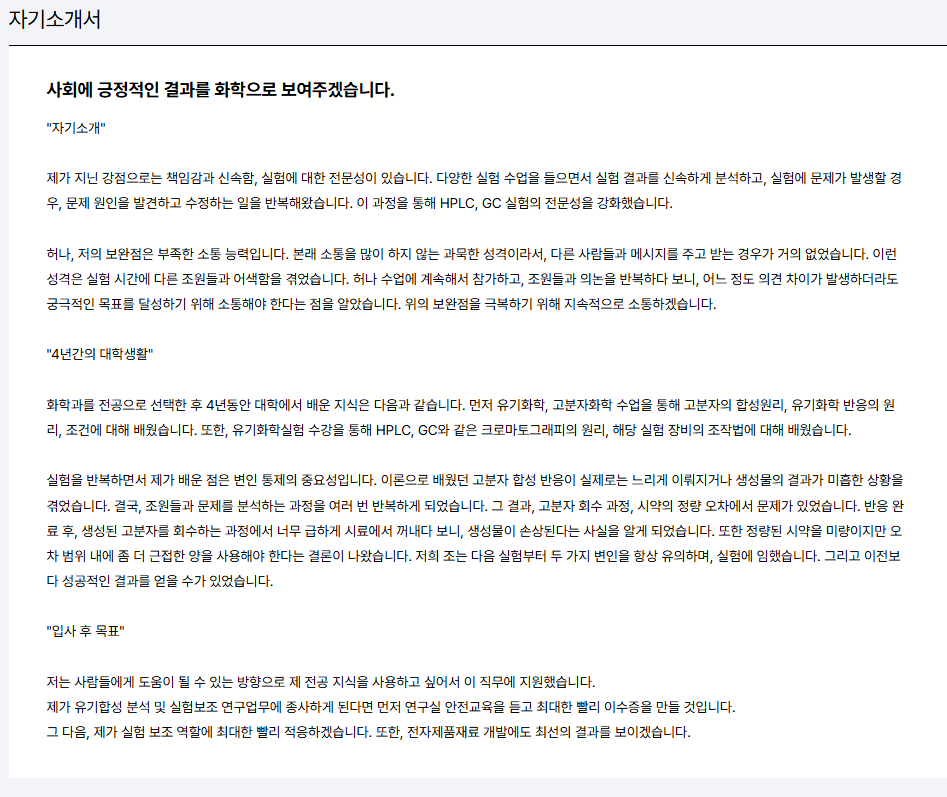 자기소개서
사회에 긍정적인 결과를 화학으로 보여주겠습니다.
"자기소개"
제가 지닌 강점으로는 책임감과 신속함, 실험에 대한 전문성이 있습니다. 다양한 실험 수업을 들으면서 실험 결과를 신속하게 분석하고, 실험에 문제가 발생할 경
우, 문제 원인을 발견하고 수정하는 일을 반복해왔습니다. 이 과정을 통해 HPLC, GC 실험의 전문성을 강화했습니다.
허나, 저의 보완점은 부족한 소통 능력입니다. 본래 소통을 많이 하지 않는 과묵한 성격이라서, 다른 사람들과 메시지를 주고 받는 경우가 거의 없었습니다. 이런
성격은 실험 시간에 다른 조원들과 어색함을 겪었습니다. 허나 수업에 계속해서 참가하고, 조원들과 의논을 반복하다 보니, 어느 정도 의견 차이가 발생하더라도
궁극적인 목표를 달성하기 위해 소통해야 한다는 점을 알았습니다. 위의 보완점을 극복하기 위해 지속적으로 소통하겠습니다.
"4년간의 대학생활"
화학과를 전공으로 선택한 후 4년동안 대학에서 배운 지식은 다음과 같습니다. 먼저 유기화학, 고분자화학 수업을 통해 고분자의 합성원리, 유기화학 반응의 원
리, 조건에 대해 배웠습니다. 또한, 유기화학실험 수강을 통해 HPLC, GC와 같은 크로마토그래피의 원리, 해당 실험 장비의 조작법에 대해 배웠습니다.
실험을 반복하면서 제가 배운 점은 변인 통제의 중요성입니다. 이론으로 배웠던 고분자 합성 반응이 실제로는 느리게 이뤄지거나 생성물의 결과가 미흡한 상황을
겪었습니다. 결국, 조원들과 문제를 분석하는 과정을 여러 번 반복하게 되었습니다. 그 결과, 고분자 회수 과정, 시약의 정량 오차에서 문제가 있었습니다. 반응 완
료 후, 생성된 고분자를 회수하는 과정에서 너무 급하게 시료에서 꺼내다 보니, 생성물이 손상된다는 사실을 알게 되었습니다. 또한 정량된 시약을 미량이지만 오
차 범위 내에 좀 더 근접한 양을 사용해야 한다는 결론이 나왔습니다. 저희 조는 다음 실험부터 두 가지 변인을 항상 유의하며, 실험에 임했습니다. 그리고 이전보
다 성공적인 결과를 얻을 수가 있었습니다.
"입사 후 목표"
저는 사람들에게 도움이 될 수 있는 방향으로 제 전공 지식을 사용하고 싶어서 이 직무에 지원했습니다.
제가 유기합성 분석 및 실험보조 연구업무에 종사하게 된다면 먼저 연구실 안전교육을 듣고 최대한 빨리 이수증을 만들 것입니다.
그 다음, 제가 실험 보조 역할에 최대한 빨리 적응하겠습니다. 또한, 전자제품재료 개발에도 최선의 결과를 보이겠습니다.